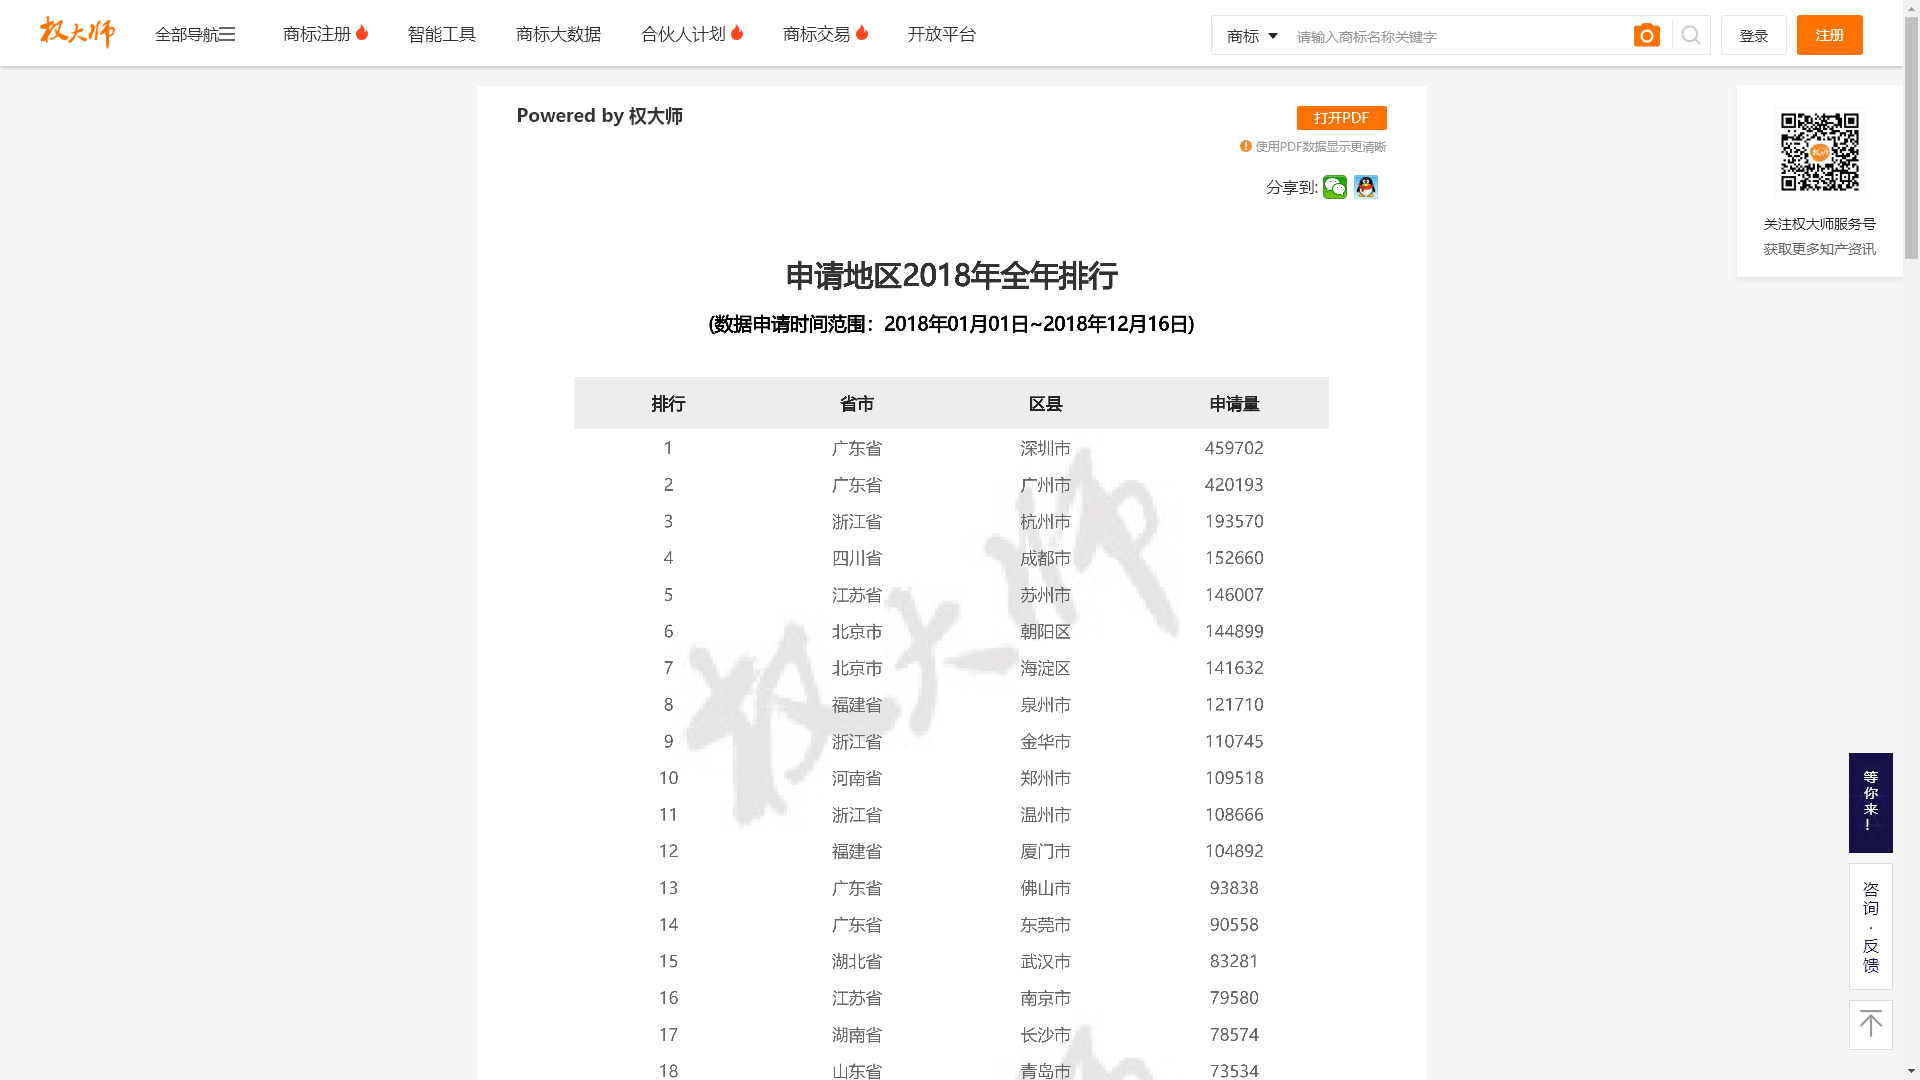 权大师 全部导航 商标注册 智能工具 商标大数据 合伙人计划 商标交易 开放平台 商标 请输入商标名称关键字 登录 注册
Powered by 权大师
打开PDF
使用PDF数据显示更清晰
分享到:
关注权大师服务号
获取更多知产资讯
申请地区2018年全年排行
(数据申请时间范围：2018年01月01日~2018年12月16日)
排行 省市 区县 申请量
1 广东省 深圳市 459702
2 广东省 广州市 420193
3 浙江省 杭州市 193570
4 四川省 成都市 152660
5 江苏省 苏州市 146007
6 北京市 朝阳区 144899
7 北京市 海淀区 141632
8 福建省 泉州市 121710
9 浙江省 金华市 110745
10 河南省 郑州市 109518
11 浙江省 温州市 108666
12 福建省 厦门市 104892
13 广东省 佛山市 93838
14 广东省 东莞市 90558
15 湖北省 武汉市 83281
16 江苏省 南京市 79580
17 湖南省 长沙市 78574
18 山东省 青岛市 73534
权大师
等你来!
咨询·反馈